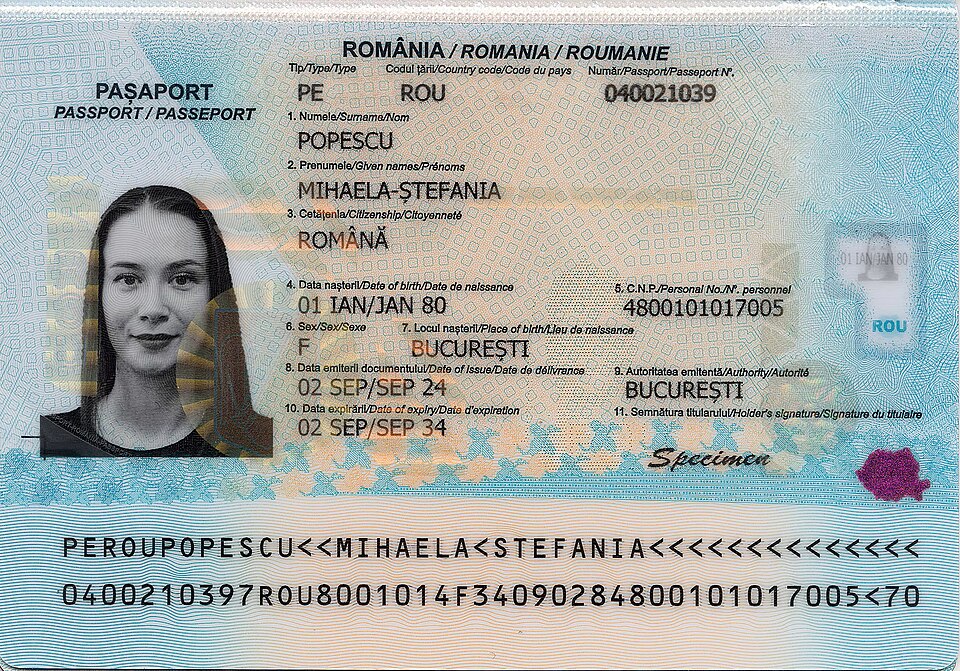 ROMÂNIA / ROMANIA / ROUMANIE
PAȘAPORT
PASSPORT / PASSEPORT
Tip/Type/Type Codul țării/Country code/Code du pays Număr/Passport/Passeport N°.
PE ROU 040021039
1. Numele/Surname/Nom
POPESCU
2. Prenumele/Given names/Prénoms
MIHAELA-ȘTEFANIA
3. Cetățenia/Citizenship/Citoyenneté
ROMÂNĂ
4. Data nașterii/Date of birth/Date de naissance 5. C.N.P./Personal No./N°. personnel
01 IAN/JAN 80 4800101017005
6. Sex/Sex/Sexe 7. Locul nașterii/Place of birth/Lieu de naissance
F BUCUREȘTI
8. Data emiterii documentului/Date of issue/Date de délivrance 9. Autoritatea emitentă/Authority/Autorité
02 SEP/SEP 24 BUCUREȘTI
10. Data expirării/Date of expiry/Date d'expiration 11. Semnătura titularului/Holder's signature/Signature du titulaire
02 SEP/SEP 34
Specimen
01 IAN/JAN 80
ROU
PEROUPOPESCU<<MIHAELA<STEFANIA<<<<<<<<<<<<<<
0400210397ROU8001014F34090284800101017005<70